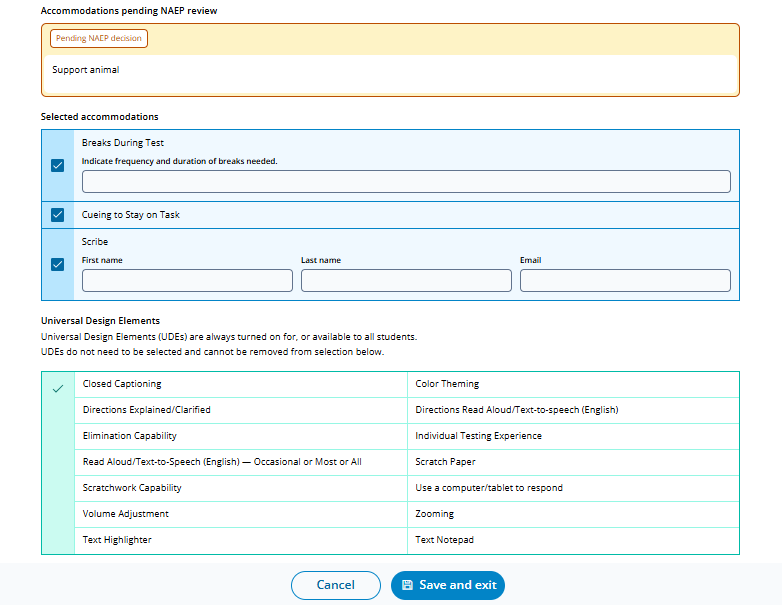 Accommodations pending NAEP review
Pending NAEP decision
Support animal
Selected accommodations
Breaks During Test
Indicate frequency and duration of breaks needed.
Cueing to Stay on Task
Scribe
First name Last name Email
Universal Design Elements
Universal Design Elements (UDEs) are always turned on for, or available to all students.
UDEs do not need to be selected and cannot be removed from selection below.
Closed Captioning Color Theming
Directions Explained/Clarified Directions Read Aloud/Text-to-speech (English)
Elimination Capability Individual Testing Experience
Read Aloud/Text-to-Speech (English) — Occasional or Most or All Scratch Paper
Scratchwork Capability Use a computer/tablet to respond
Volume Adjustment Zooming
Text Highlighter Text Notepad
Cancel Save and exit